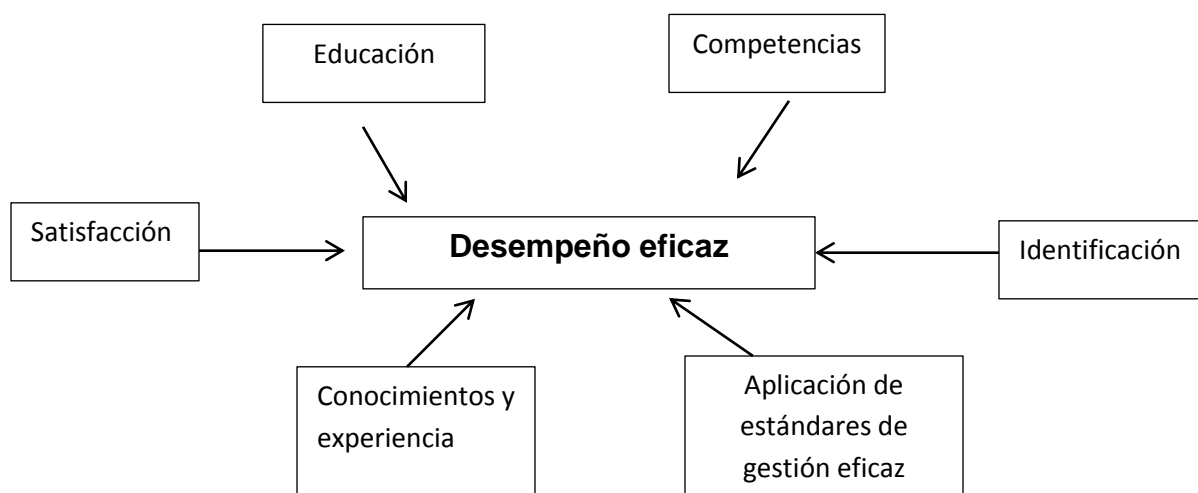 Educación
Competencias
Satisfacción
Desempeño eficaz
Identificación
Conocimientos y
experiencia
Aplicación de
estándares de
gestión eficaz